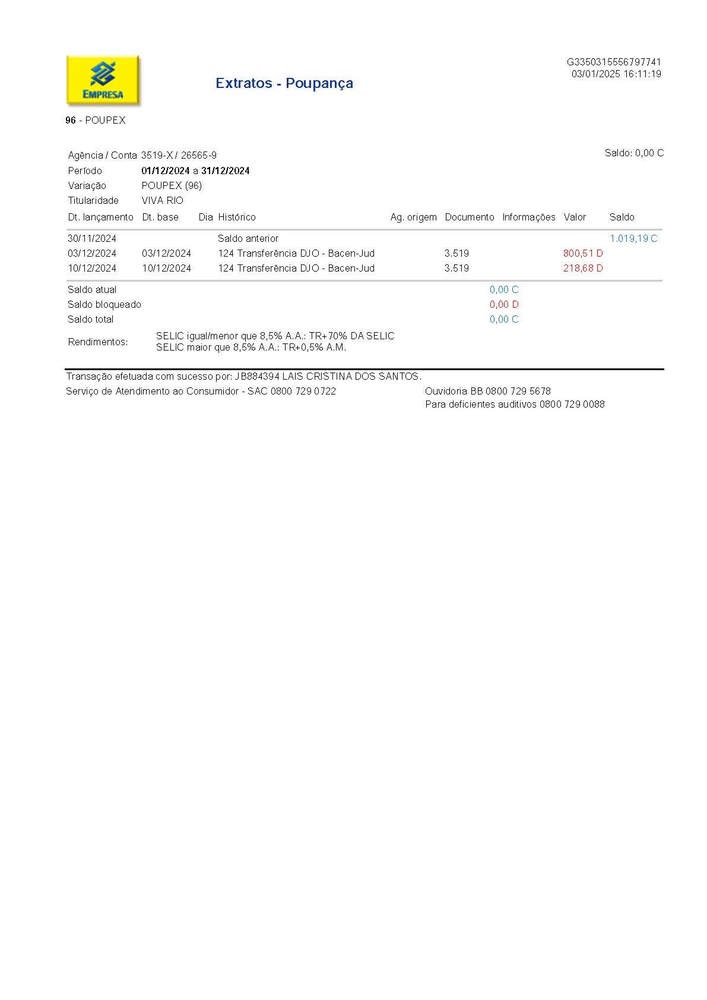 EMPRESA
G3350315556797741
03/01/2025 16:11:19
Extratos - Poupança
96 - POUPEX
Agência / Conta 3519-X / 26565-9 Saldo: 0,00 C
Período 01/12/2024 a 31/12/2024
Variação POUPEX (96)
Titularidade VIVA RIO
Dt. lançamento Dt. base Dia Histórico Ag. origem Documento Informações Valor Saldo
30/11/2024 Saldo anterior 1.019,19 C
03/12/2024 03/12/2024 124 Transferência DJO - Bacen-Jud 3.519 800,51 D
10/12/2024 10/12/2024 124 Transferência DJO - Bacen-Jud 3.519 218,68 D
Saldo atual 0,00 C
Saldo bloqueado 0,00 D
Saldo total 0,00 C
Rendimentos: SELIC igual/menor que 8,5% A.A.: TR+70% DA SELIC
SELIC maior que 8,5% A.A.: TR+0,5% A.M.
Transação efetuada com sucesso por: JB884394 LAIS CRISTINA DOS SANTOS.
Serviço de Atendimento ao Consumidor - SAC 0800 729 0722 Ouvidoria BB 0800 729 5678
Para deficientes auditivos 0800 729 0088